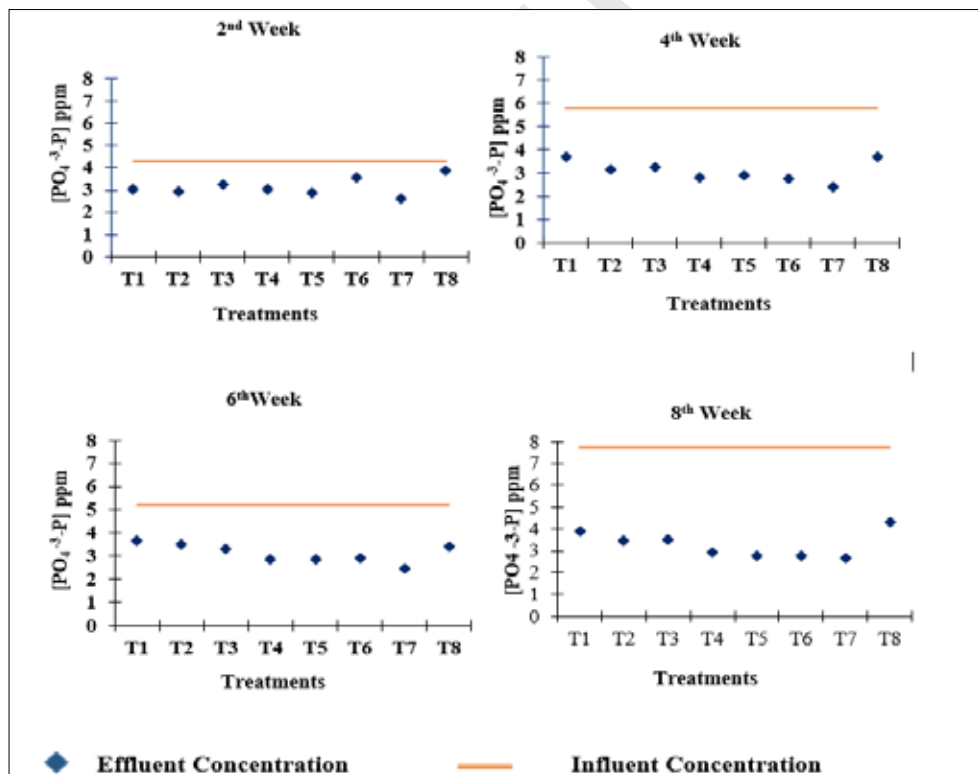 2nd Week
[PO4 -3-P] ppm
8
7
6
5
4
3
2
1
0
T1 T2 T3 T4 T5 T6 T7 T8
Treatments
4th Week
[PO4 -3-P] ppm
8
7
6
5
4
3
2
1
0
T1 T2 T3 T4 T5 T6 T7 T8
Treatments
6thWeek
[PO4 -3-P] ppm
8
7
6
5
4
3
2
1
0
T1 T2 T3 T4 T5 T6 T7 T8
Treatments
8th Week
[PO4 -3-P] ppm
8
7
6
5
4
3
2
1
0
T1 T2 T3 T4 T5 T6 T7 T8
Treatments
Effluent Concentration
Influent Concentration